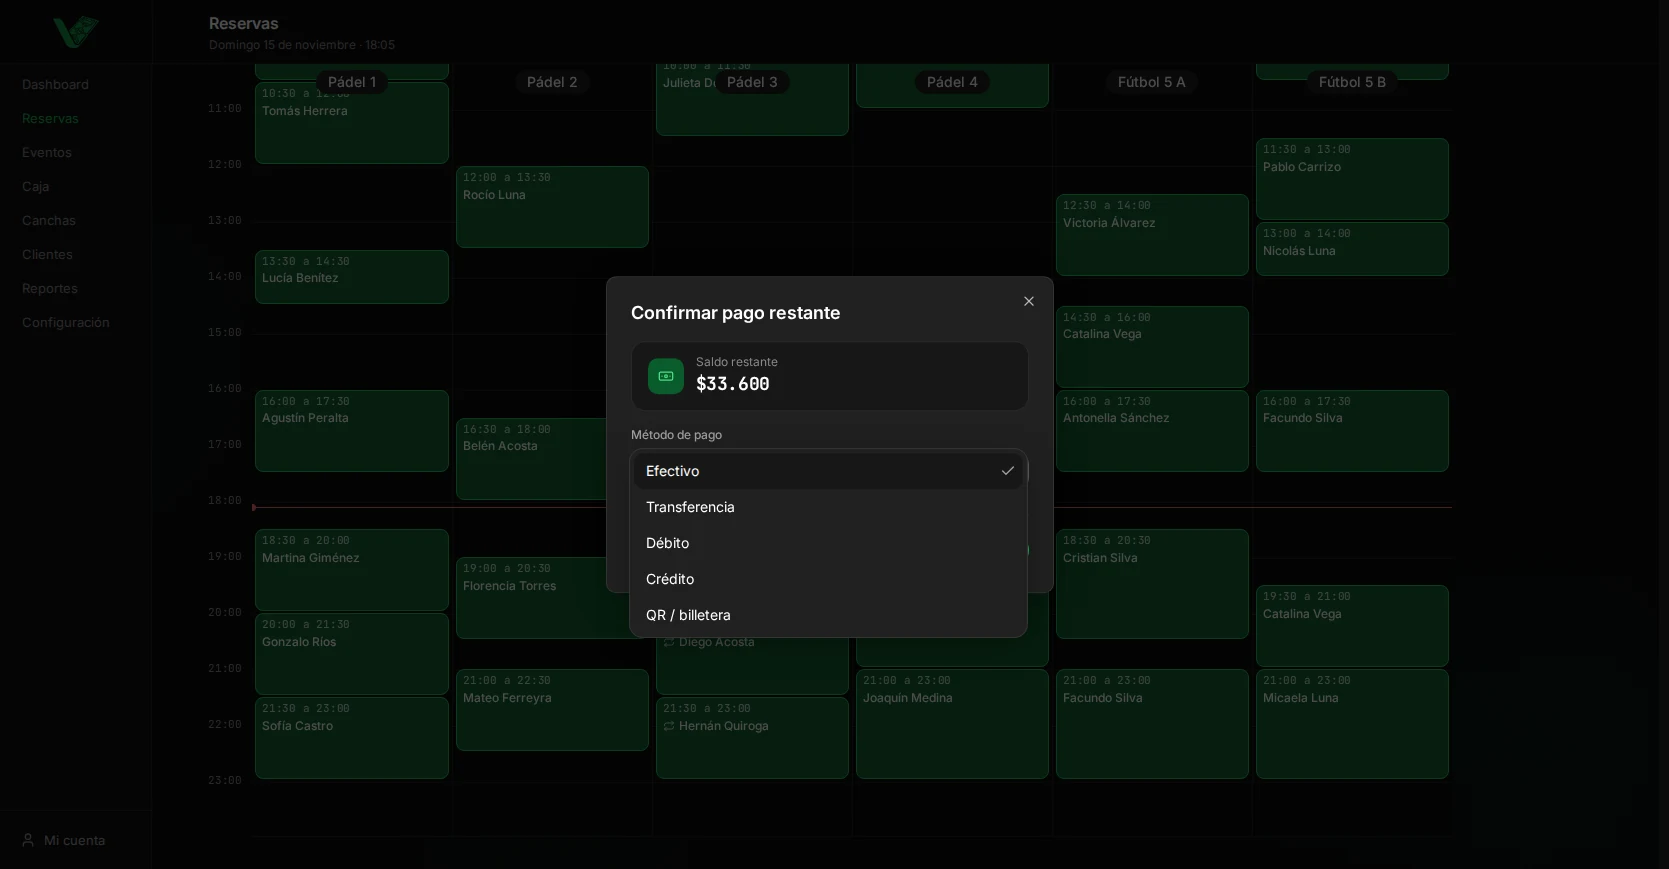 Reservas
Domingo 15 de noviembre · 18:05
Dashboard
Reservas
Eventos
Caja
Canchas
Clientes
Reportes
Configuración
Mi cuenta
Pádel 1
Pádel 2
Pádel 3
Pádel 4
Fútbol 5 A
Fútbol 5 B
11:00
12:00
13:00
14:00
15:00
16:00
17:00
18:00
19:00
20:00
21:00
22:00
23:00
10:30 a 12:00
Tomás Herrera
13:30 a 14:30
Lucía Benítez
16:00 a 17:30
Agustín Peralta
18:30 a 20:00
Martina Giménez
20:00 a 21:30
Gonzalo Ríos
21:30 a 23:00
Sofía Castro
12:00 a 13:30
Rocío Luna
16:30 a 18:00
Belén Acosta
19:00 a 20:30
Florencia Torres
21:00 a 22:30
Mateo Ferreyra
10:00 a 11:30
Julieta
Diego Acosta
21:30 a 23:00
Hernán Quiroga
21:00 a 23:00
Joaquín Medina
12:30 a 14:00
Victoria Álvarez
14:30 a 16:00
Catalina Vega
16:00 a 17:30
Antonella Sánchez
18:30 a 20:30
Cristian Silva
21:00 a 23:00
Facundo Silva
11:30 a 13:00
Pablo Carrizo
13:00 a 14:00
Nicolás Luna
16:00 a 17:30
Facundo Silva
19:30 a 21:00
Catalina Vega
21:00 a 23:00
Micaela Luna
Confirmar pago restante
Saldo restante
$33.600
Método de pago
Efectivo
Transferencia
Débito
Crédito
QR / billetera